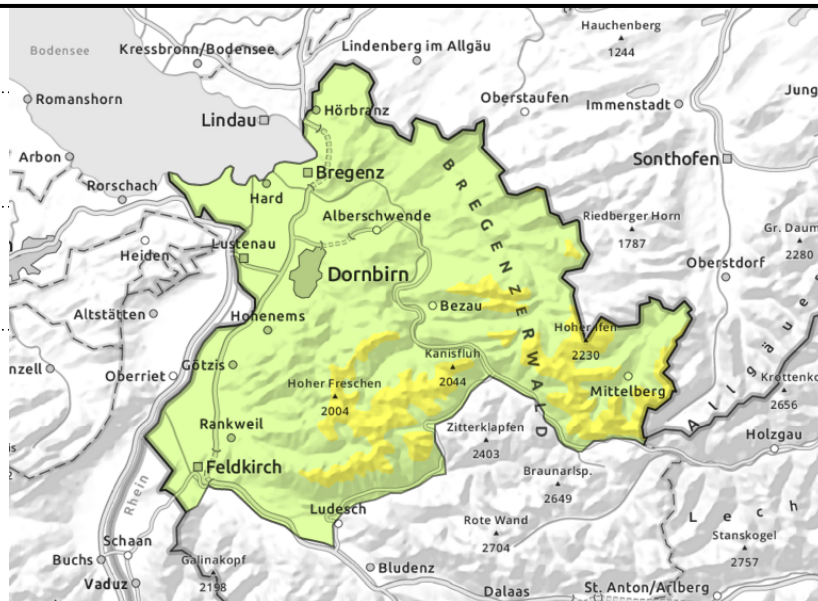 Hauchenberg
1244
Bodensee
Kressbronn/Bodensee
Lindenberg im Allgäu
Jung
Romanshorn
Oberstaufen
Immenstadt
Hörbranz
Lindau
Arbon
Sonthofen
Bregenz
Rorschach
Hard
Alberschwende
Riedberger Horn
1787
Gr. Daum
2280
Heiden
Lustenau
Oberstdorf
Dornbirn
BREGENZERWALD
Bezau
Altstätten
Hohenems
Hoher Ifen
2230
Allgäue
nzell
Götzis
Kanisfluh
2044
Oberriet
Hoher Freschen
2004
Mittelberg
Krottenko
2656
Rankweil
Zitterklapfen
2403
Holzgau
Feldkirch
Braunarlsp.
2649
Rhein
Ludesch
Rote Wand
2704
Lech
Stanskogel
2757
Schaan
Buchs
Galinakopf
2198
Bludenz
Vaduz
Dalaas
St. Anton/Arlberg